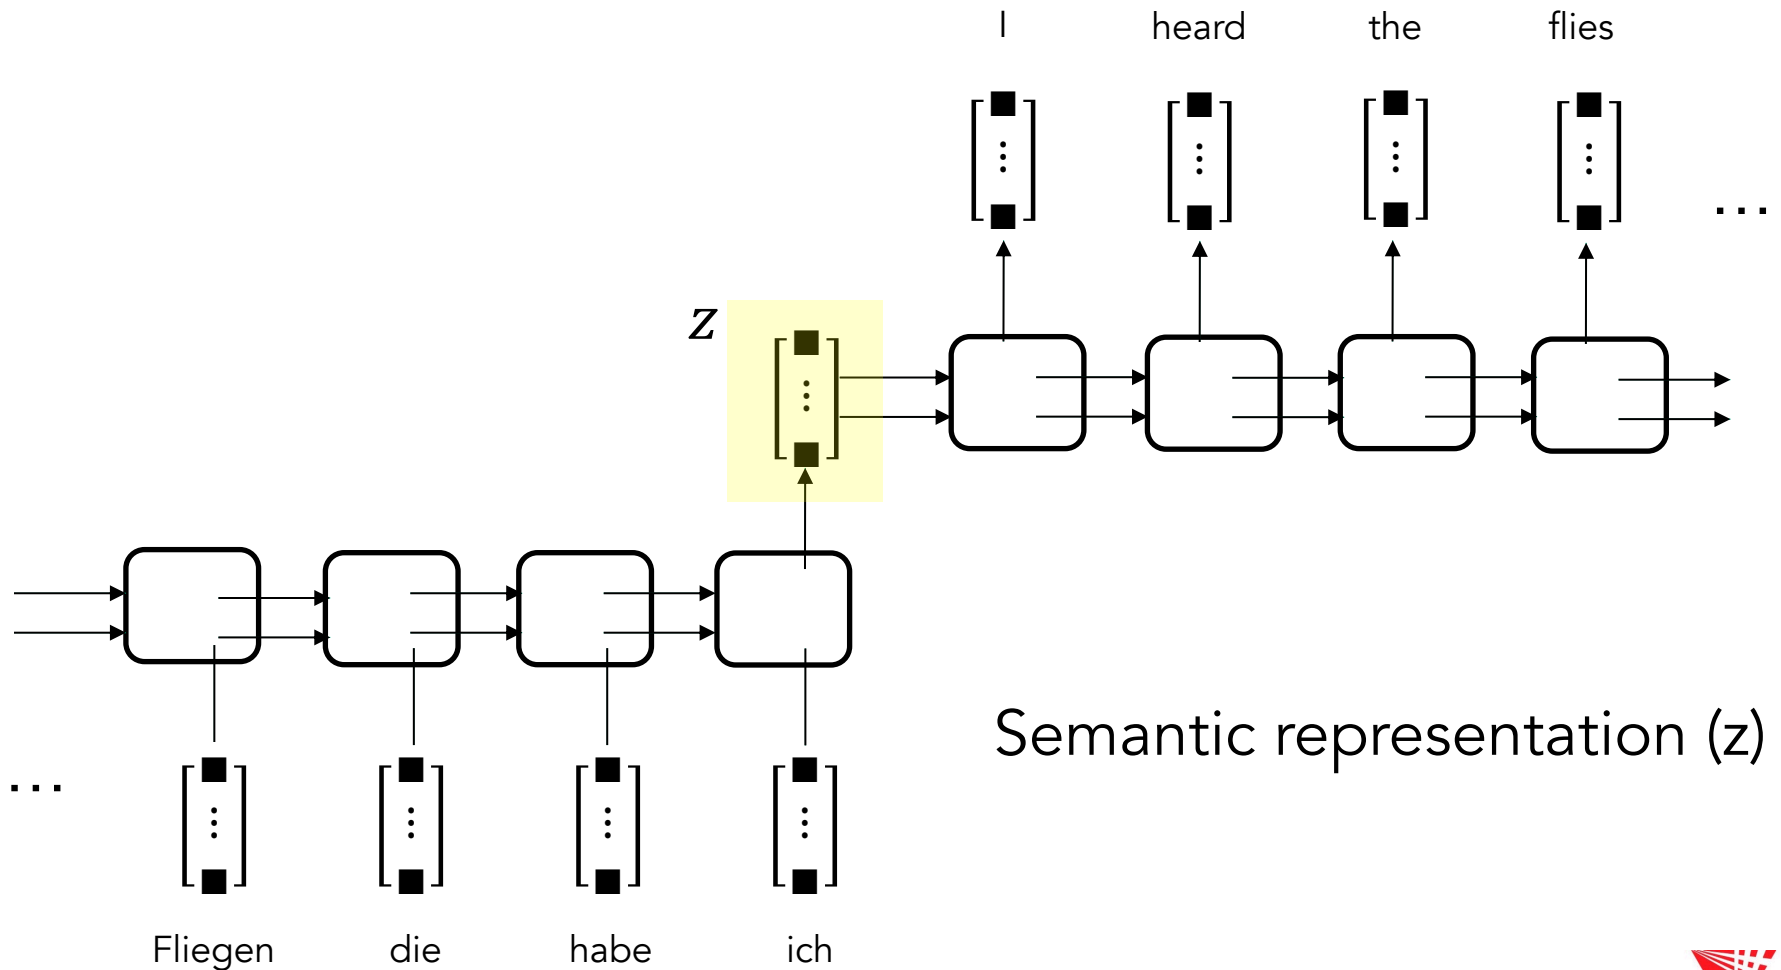 I heard the flies
...
z
Semantic representation (z)
...
Fliegen die habe ich